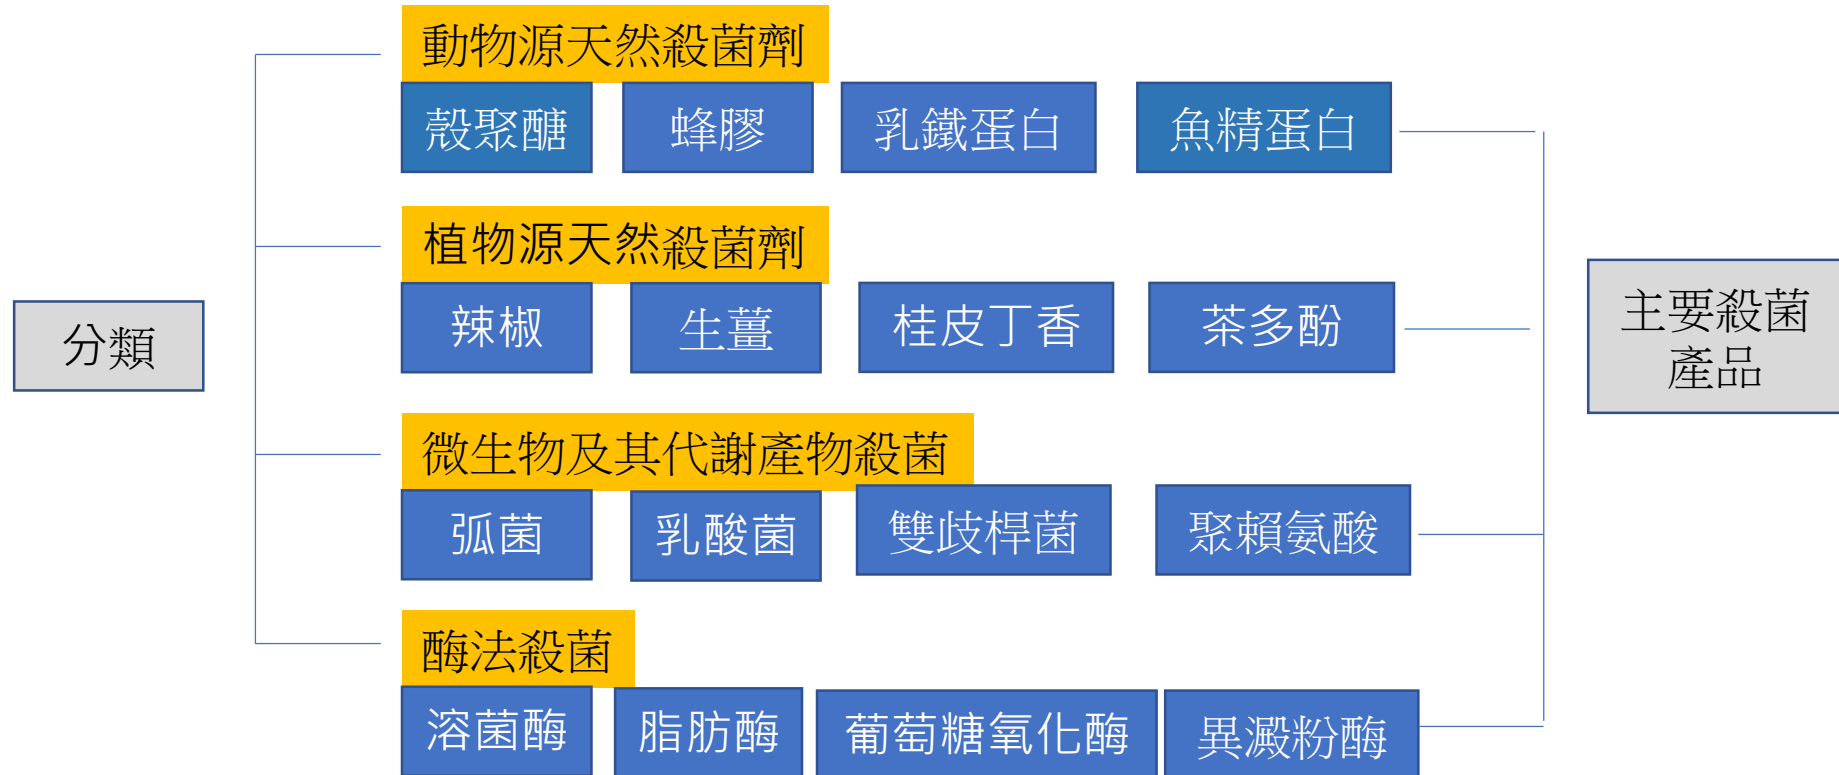 動物源天然殺菌劑
殼聚醣
蜂膠
乳鐵蛋白
魚精蛋白
植物源天然殺菌劑
辣椒
生薑
桂皮丁香
茶多酚
分類
主要殺菌
產品
微生物及其代謝產物殺菌
弧菌
乳酸菌
雙歧桿菌
聚賴氨酸
酶法殺菌
溶菌酶
脂肪酶
葡萄糖氧化酶
異澱粉酶